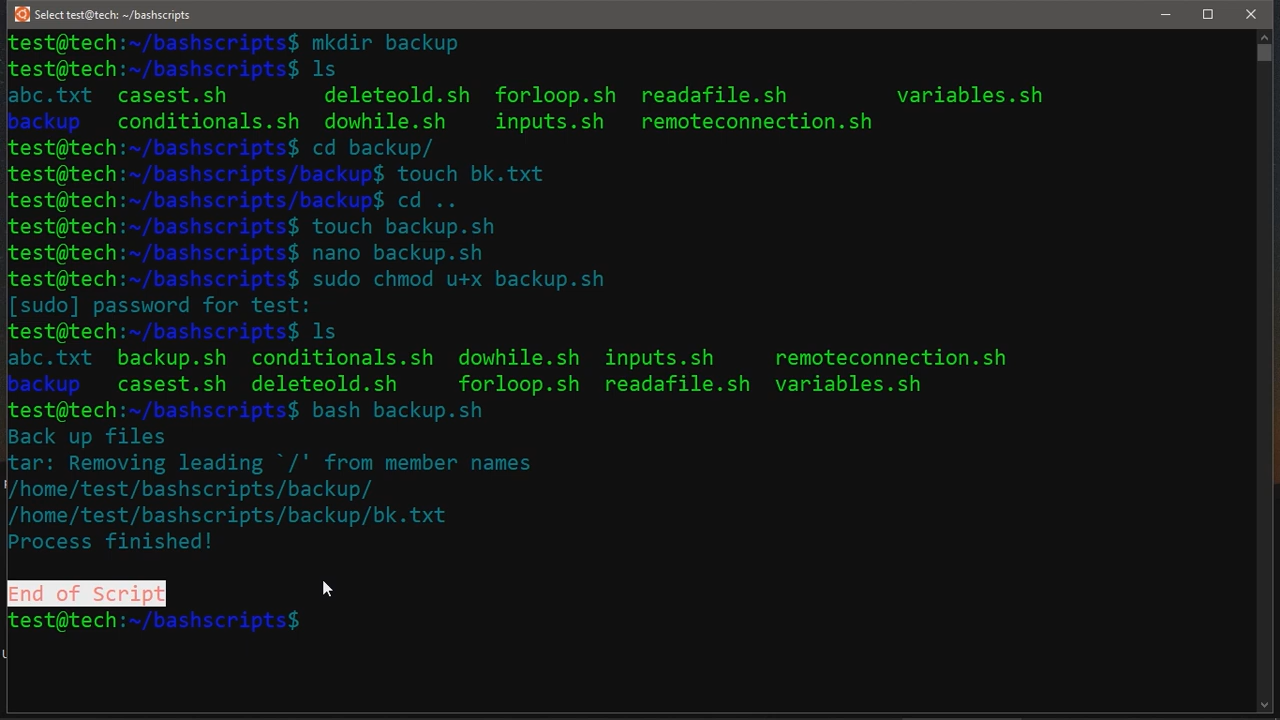 Select test@tech: ~/bashscripts
test@tech:~/bashscripts$ mkdir backup
test@tech:~/bashscripts$ ls
abc.txt  casest.sh        deleteold.sh  forloop.sh  readafile.sh         variables.sh
backup   conditionals.sh  dowhile.sh    inputs.sh   remoteconnection.sh
test@tech:~/bashscripts$ cd backup/
test@tech:~/bashscripts/backup$ touch bk.txt
test@tech:~/bashscripts/backup$ cd ..
test@tech:~/bashscripts$ touch backup.sh
test@tech:~/bashscripts$ nano backup.sh
test@tech:~/bashscripts$ sudo chmod u+x backup.sh
[sudo] password for test:
test@tech:~/bashscripts$ ls
abc.txt  backup.sh  conditionals.sh  dowhile.sh  inputs.sh     remoteconnection.sh
backup   casest.sh  deleteold.sh     forloop.sh  readafile.sh  variables.sh
test@tech:~/bashscripts$ bash backup.sh
Back up files
tar: Removing leading `/' from member names
/home/test/bashscripts/backup/
/home/test/bashscripts/backup/bk.txt
Process finished!
End of Script
test@tech:~/bashscripts$